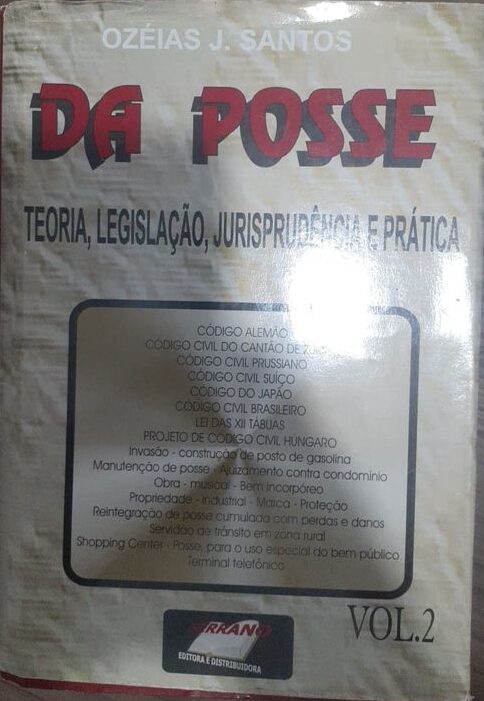 OZÉIAS J. SANTOS
DA POSSE
TEORIA, LEGISLAÇÃO, JURISPRUDÊNCIA E PRÁTICA
CÓDIGO ALEMÃO
CÓDIGO CIVIL DO CANTÃO DE
CÓDIGO CIVIL PRUSSIANO
CÓDIGO CIVIL SUÍÇO
CÓDIGO DO JAPÃO
CÓDIGO CIVIL BRASILEIRO
LEI DAS XII TÁBUAS
PROJETO DE CÓDIGO CIVIL HÚNGARO
Invasão - construção de posto de gasolina
Manutenção de posse - Ajuizamento contra condomínio
Obra - musical - Bem incorpóreo
Propriedade - Industrial - Marca - Proteção
Reintegração de posse cumulada com perdas e danos
Servidão de trânsito em zona rural
Shopping Center - Posse, para o uso especial do bem público
Terminal telefônico
VOL.2
EDITORA E DISTRIBUIDORA